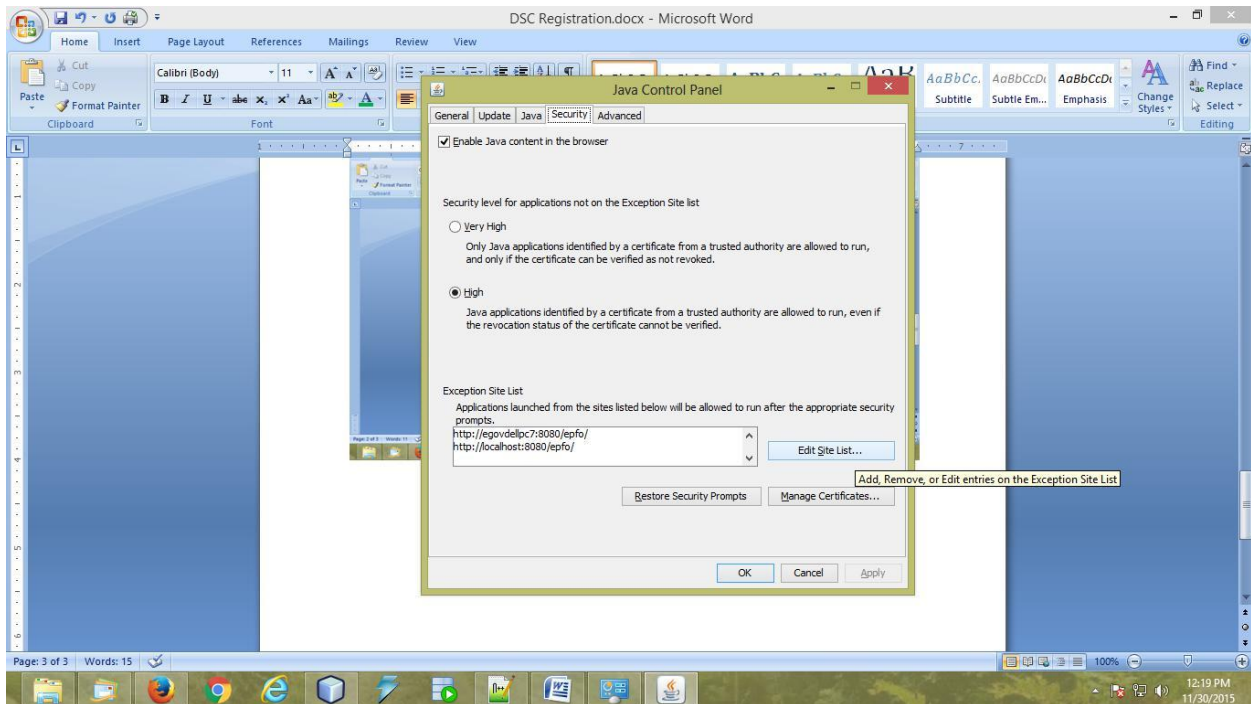 DSC Registration.docx - Microsoft Word
Home Insert Page Layout References Mailings Review View
Cut
Copy
Paste
Format Painter
Clipboard
Calibri (Body) 11
Font
AaBbCc. AaBbCcDc AaBbCcDc
Subtitle Subtle Em... Emphasis
Change Styles
Find
Replace
Select
Editing
Java Control Panel
General Update Java Security Advanced
Enable Java content in the browser
Security level for applications not on the Exception Site list
Very High
Only Java applications identified by a certificate from a trusted authority are allowed to run,
and only if the certificate can be verified as not revoked.
High
Java applications identified by a certificate from a trusted authority are allowed to run, even if
the revocation status of the certificate cannot be verified.
Exception Site List
Applications launched from the sites listed below will be allowed to run after the appropriate security
prompts.
http://egovdellpc7:8080/epfo/
http://localhost:8080/epfo/
Edit Site List...
Add, Remove, or Edit entries on the Exception Site List
Restore Security Prompts Manage Certificates...
OK Cancel Apply
Page: 3 of 3 Words: 15
100%
12:19 PM
11/30/2015